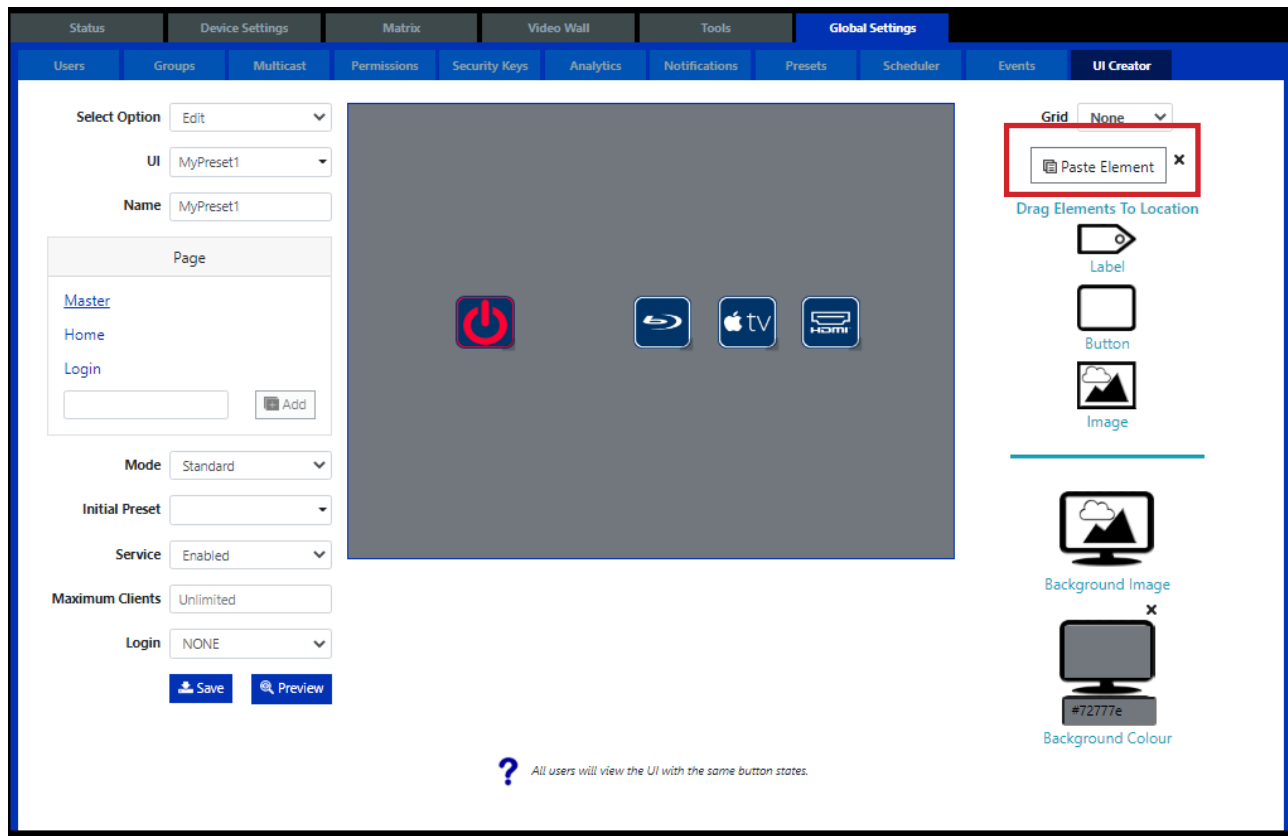 Status Device Settings Matrix Video Wall Tools Global Settings
Users Groups Multicast Permissions Security Keys Analytics Notifications Presets Scheduler Events UI Creator
Select Option Edit
UI MyPreset1
Name MyPreset1
Page
Master
Home
Login
Add
Mode Standard
Initial Preset
Service Enabled
Maximum Clients Unlimited
Login NONE
Save Preview
tv HDMI
Grid None
Paste Element
Drag Elements To Location
Label
Button
Image
Background Image
#72777e
Background Colour
? All users will view the UI with the same button states.